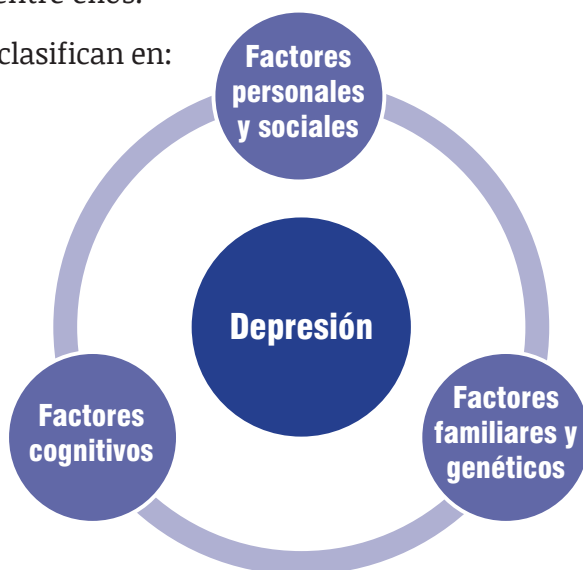 entre ellos.
clasifican en:
Factores
personales
y sociales
Depresión
Factores
cognitivos
Factores
familiares y
genéticos